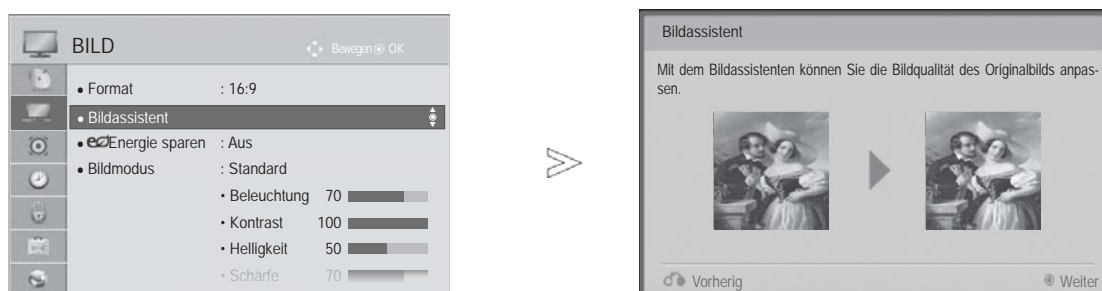 BILD
Bewegen OK
• Format : 16:9
• Bildassistent
• eco Energie sparen : Aus
• Bildmodus : Standard
• Beleuchtung 70
• Kontrast 100
• Helligkeit 50
• Schärfe 70
Bildassistent
Mit dem Bildassistenten können Sie die Bildqualität des Originalbilds anpas-
sen.
Vorherig
Weiter